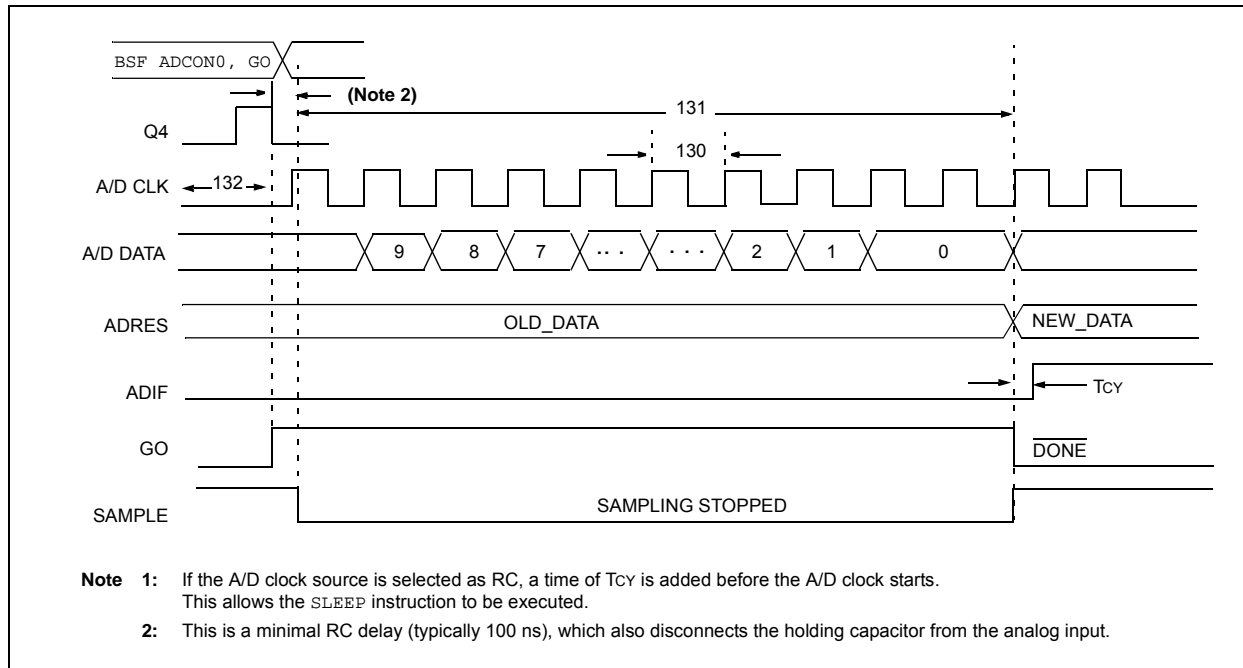 BSF ADCON0, GO
(Note 2)
131
Q4
130
A/D CLK
132
A/D DATA
9 8 7 . . . . . . 2 1 0
ADRES
OLD_DATA
NEW_DATA
ADIF
TCY
GO
DONE
SAMPLE
SAMPLING STOPPED
Note 1: If the A/D clock source is selected as RC, a time of TCY is added before the A/D clock starts.
This allows the SLEEP instruction to be executed.
2: This is a minimal RC delay (typically 100 ns), which also disconnects the holding capacitor from the analog input.